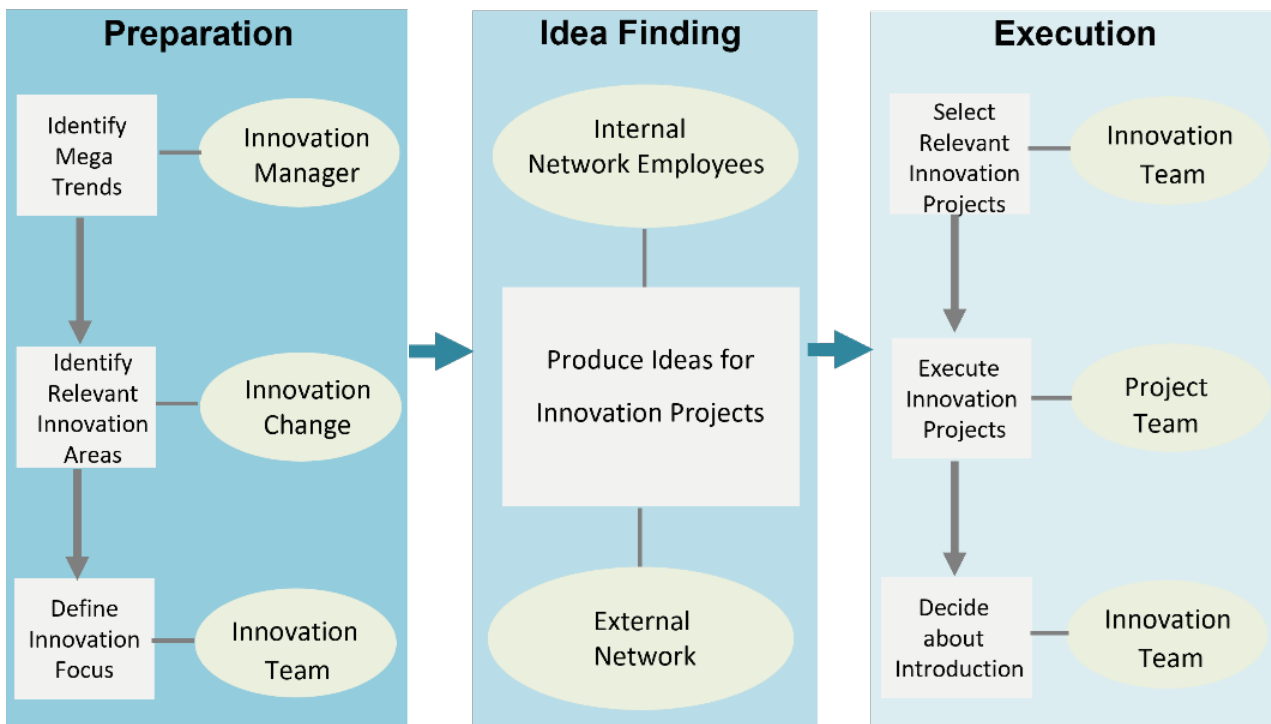 Preparation
Identify
Mega
Trends
Innovation
Manager
Identify
Relevant
Innovation
Areas
Innovation
Change
Define
Innovation
Focus
Innovation
Team
Idea Finding
Internal
Network Employees
Produce Ideas for
Innovation Projects
External
Network
Execution
Select
Relevant
Innovation
Projects
Innovation
Team
Execute
Innovation
Projects
Project
Team
Decide
about
Introduction
Innovation
Team